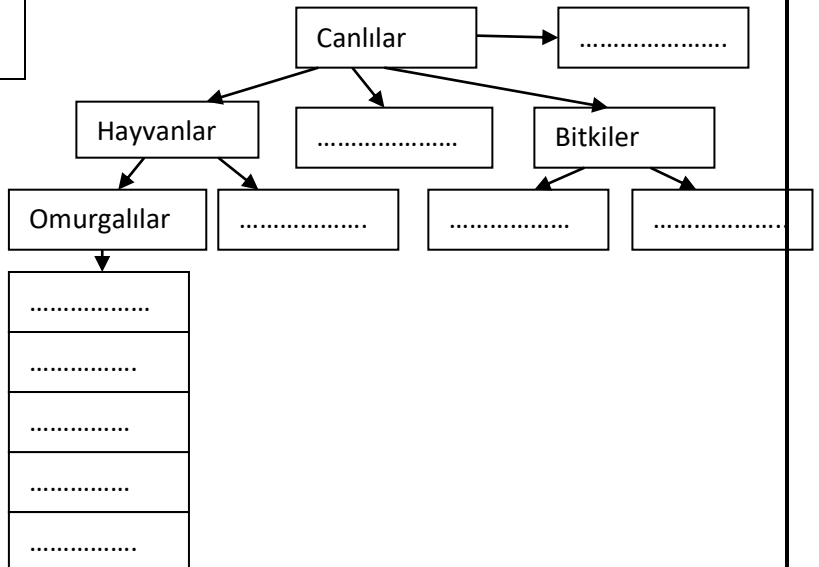 Canlılar
…………………….
Hayvanlar
…………………
Bitkiler
Omurgalılar
……………….
………………
………………..
………………
…………….
……………
……………
…………….